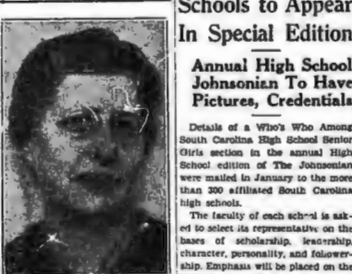 Schools to Appear
In Special Edition
Annual High School
Johnsonian To Have
Pictures, Credentials
Details of a Who's Who Among
South Carolina High School Senior
Girls section in the annual High
School edition of The Johnsonian
were mailed in January to the more
than 300 affiliated South Carolina
high schools.
The faculty of each school is ask-
ed to select its representative on the
bases of scholarship, leadership,
character, personality, and follower-
ship. Emphasis will be placed on the